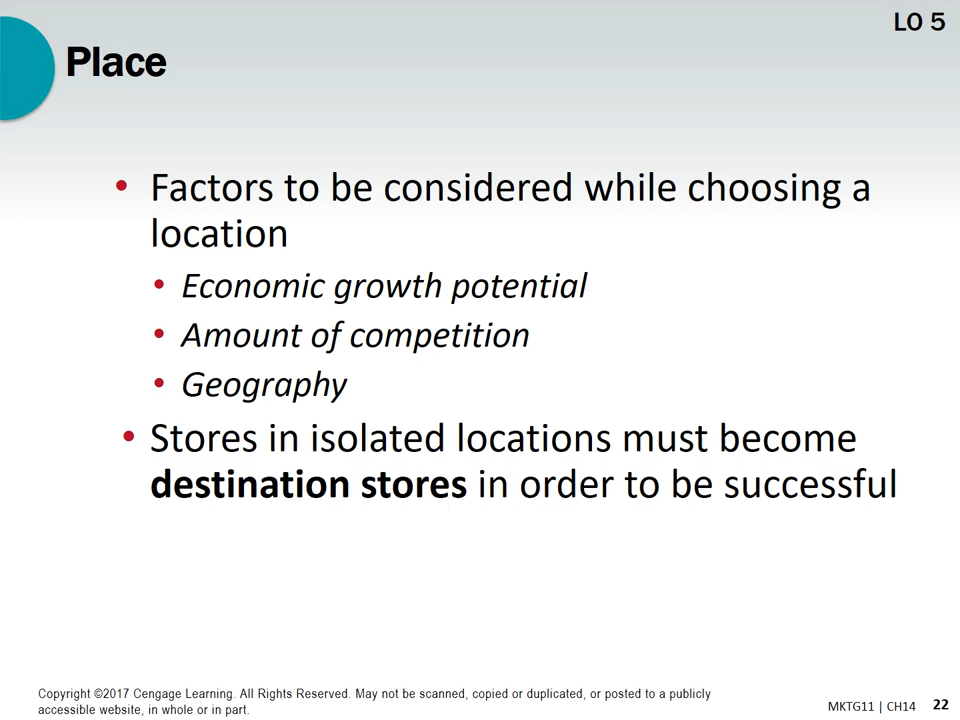 LO 5
Place
• Factors to be considered while choosing a
location
• Economic growth potential
• Amount of competition
• Geography
• Stores in isolated locations must become
destination stores in order to be successful
Copyright ©2017 Cengage Learning. All Rights Reserved. May not be scanned, copied or duplicated, or posted to a publicly
accessible website, in whole or in part.
MKTG11 | CH14 22